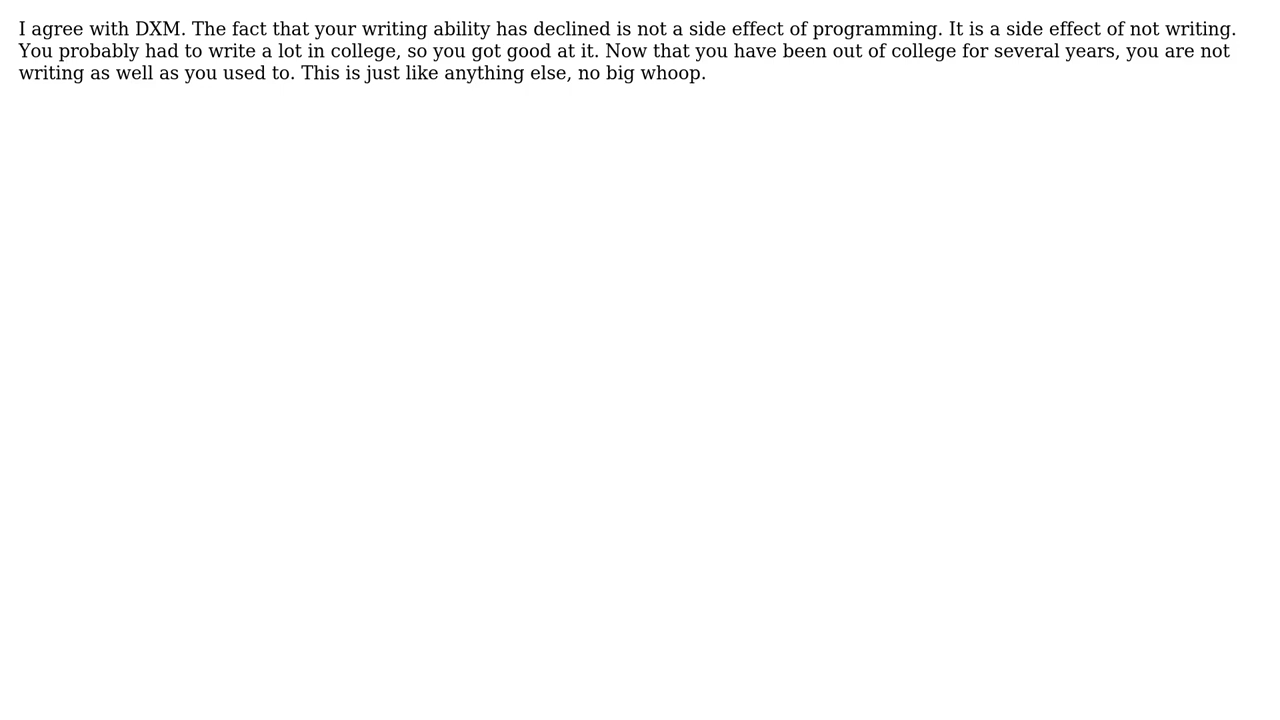 I agree with DXM. The fact that your writing ability has declined is not a side effect of programming. It is a side effect of not writing.
You probably had to write a lot in college, so you got good at it. Now that you have been out of college for several years, you are not
writing as well as you used to. This is just like anything else, no big whoop.